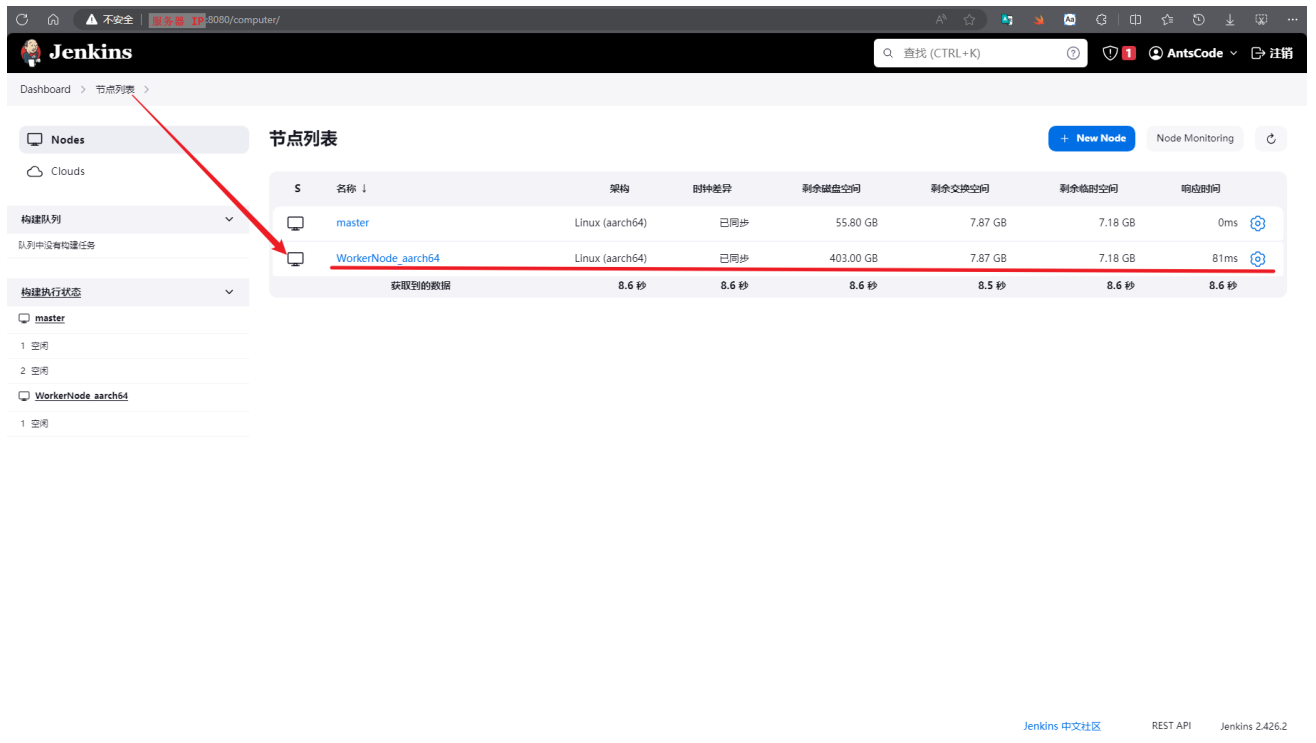 不安全 服务器 IP:8080/computer/
Jenkins 查找 (CTRL+K) 1 AntsCode 注销
Dashboard 节点列表
Nodes
Clouds
构建队列
队列中没有构建任务
构建执行状态
master
1 空闲
2 空闲
WorkerNode_aarch64
1 空闲
节点列表 + New Node Node Monitoring
S 名称 ↓ 架构 时钟差异 剩余磁盘空间 剩余交换空间 剩余临时空间 响应时间
master Linux (aarch64) 已同步 55.80 GB 7.87 GB 7.18 GB 0ms
WorkerNode_aarch64 Linux (aarch64) 已同步 403.00 GB 7.87 GB 7.18 GB 81ms
获取到的数据 8.6 秒 8.6 秒 8.6 秒 8.5 秒 8.6 秒 8.6 秒
Jenkins 中文社区 REST API Jenkins 2.426.2